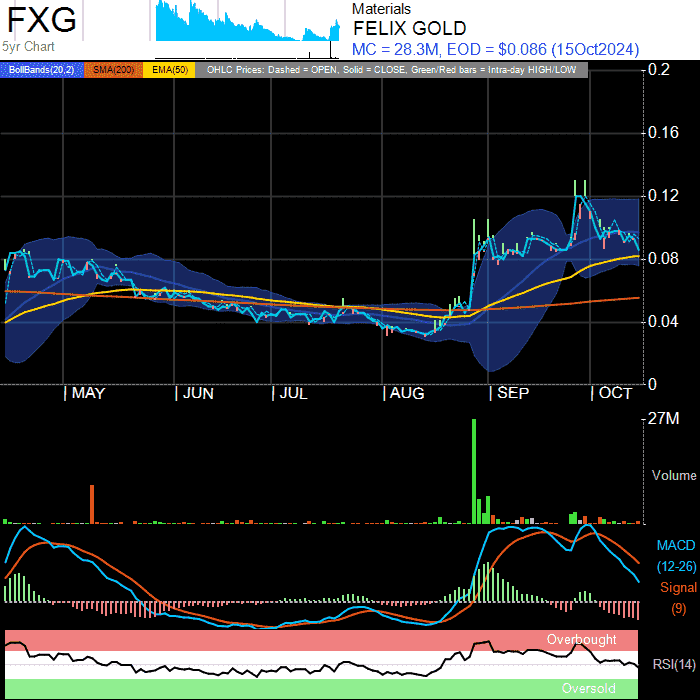 FXG
5yr Chart
Materials
FELIX GOLD
MC = 28.3M, EOD = $0.086 (15Oct2024)
BollBands(20,2) SMA(200) EMA(50) OHLC Prices: Dashed = OPEN, Solid = CLOSE, Green/Red bars = Intra-day HIGH/LOW
0.2
0.16
0.12
0.08
0.04
0
| MAY | JUN | JUL | AUG | SEP | OCT
27M
Volume
MACD
(12-26)
Signal
(9)
Overbought
RSI(14)
Oversold